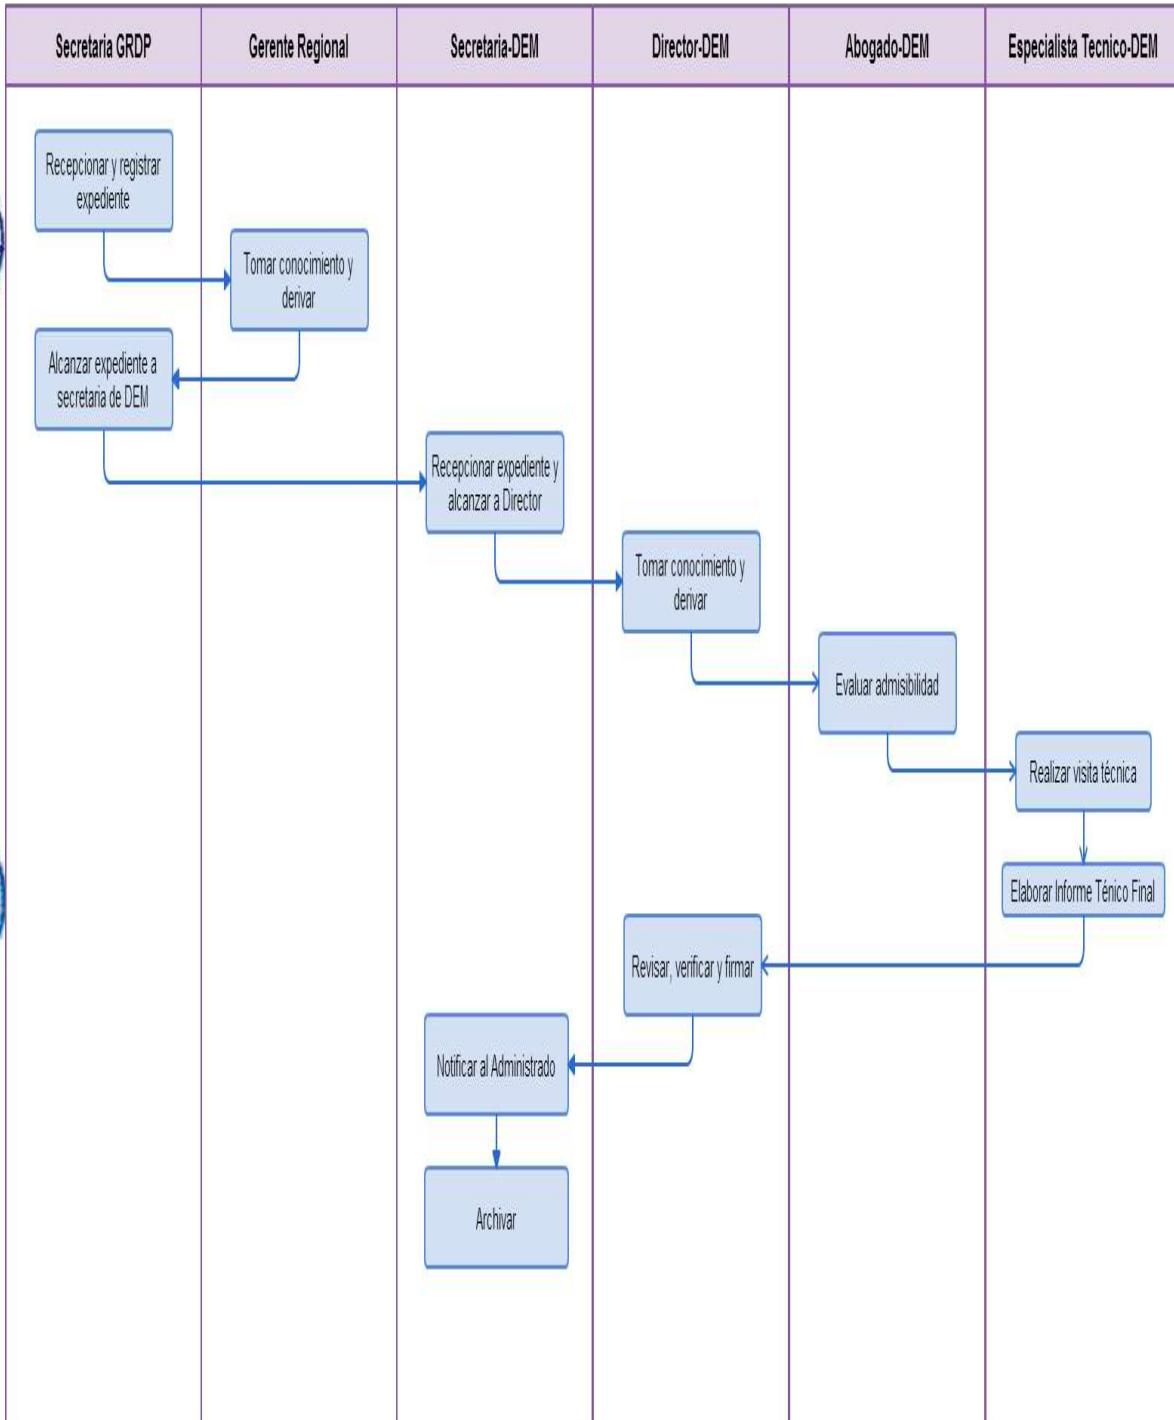 Secretaria GRDP
Gerente Regional
Secretaria-DEM
Director-DEM
Abogado-DEM
Especialista Tecnico-DEM
Recepcionar y registrar
expediente
Tomar conocimiento y
derivar
Alcanzar expediente a
secretaria de DEM
Recepcionar expediente y
alcanzar a Director
Tomar conocimiento y
derivar
Evaluar admisibilidad
Realizar visita técnica
Elaborar Informe Ténico Final
Revisar, verificar y firmar
Notificar al Administrado
Archivar